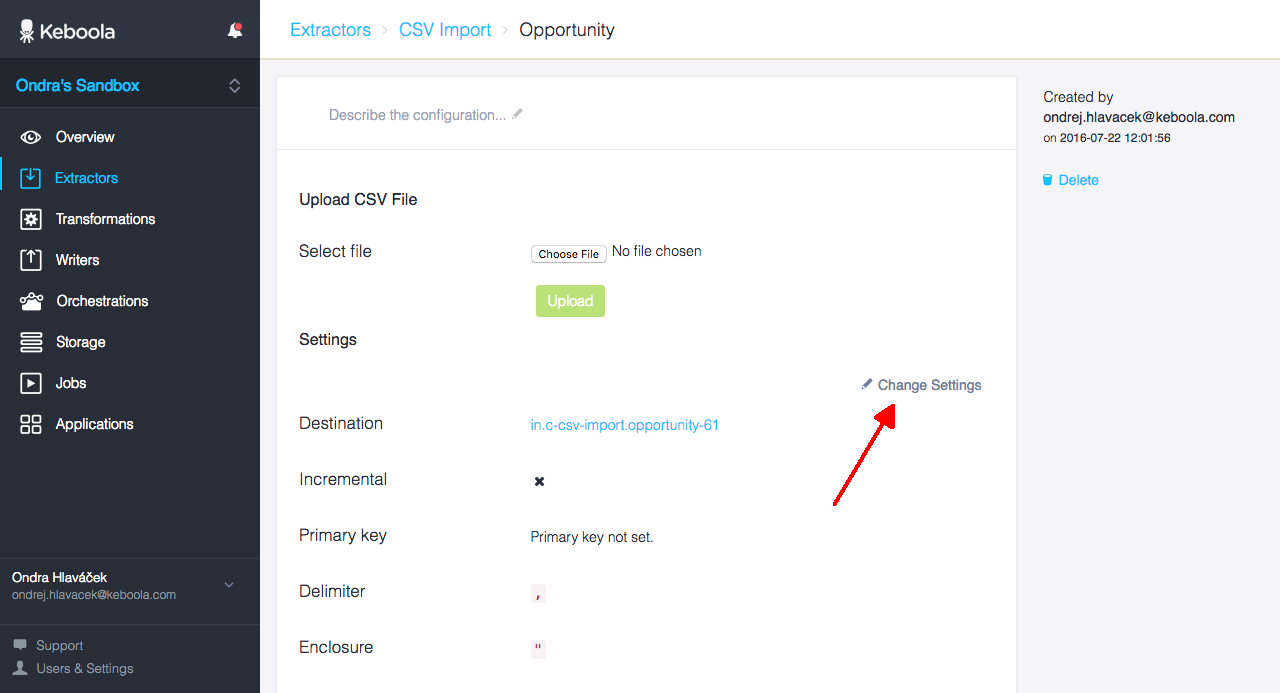 Keboola
Ondra's Sandbox
Overview
Extractors
Transformations
Writers
Orchestrations
Storage
Jobs
Applications
Ondra Hlaváček
ondrej.hlavacek@keboola.com
Support
Users & Settings
Extractors › CSV Import › Opportunity
Describe the configuration...
Upload CSV File
Select file Choose File No file chosen
Upload
Settings
Change Settings
Destination in.c-csv-import.opportunity-61
Incremental ✖
Primary key Primary key not set.
Delimiter ,
Enclosure "
Created by
ondrej.hlavacek@keboola.com
on 2016-07-22 12:01:56
Delete